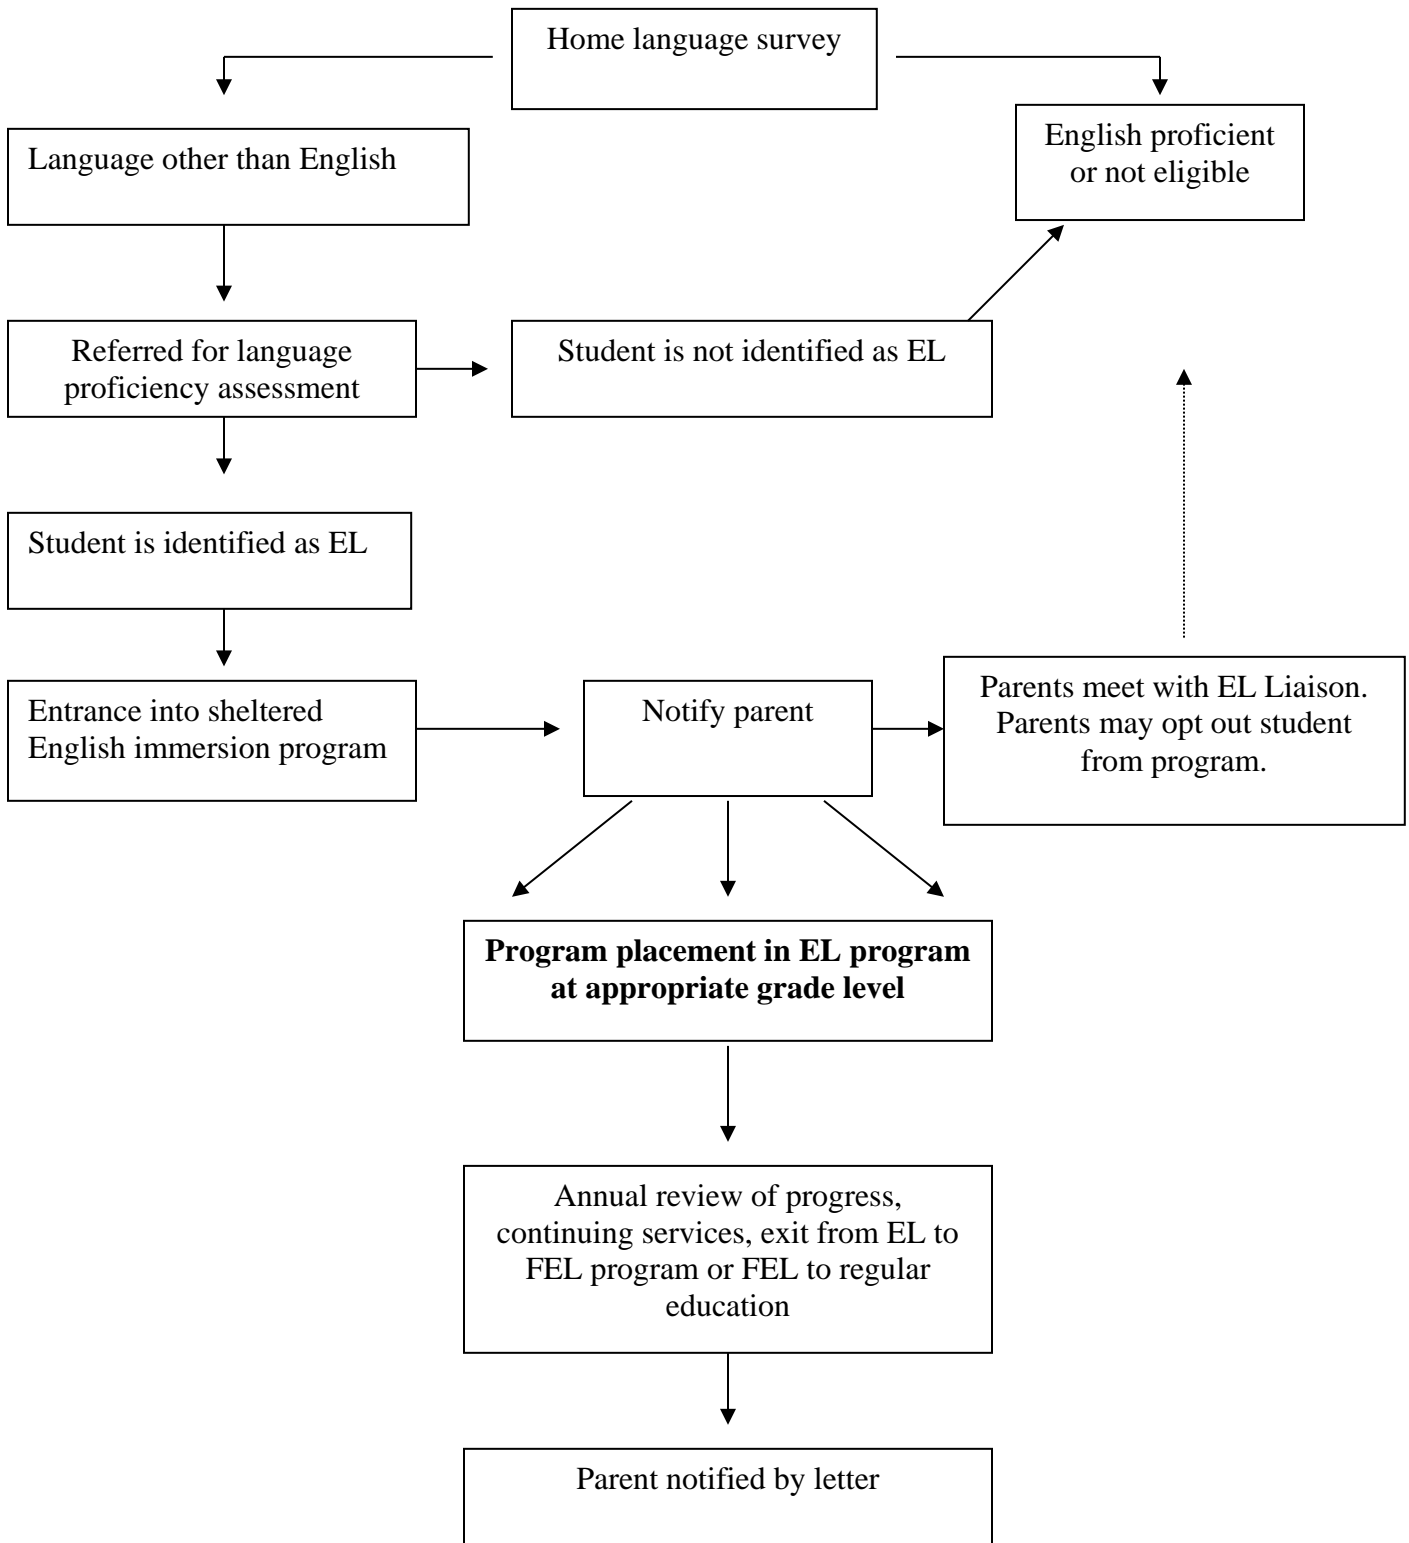 Home language survey
Language other than English
English proficient
or not eligible
Referred for language
proficiency assessment
Student is not identified as EL
Student is identified as EL
Entrance into sheltered
English immersion program
Notify parent
Parents meet with EL Liaison.
Parents may opt out student
from program.
Program placement in EL program
at appropriate grade level
Annual review of progress,
continuing services, exit from EL to
FEL program or FEL to regular
education
Parent notified by letter